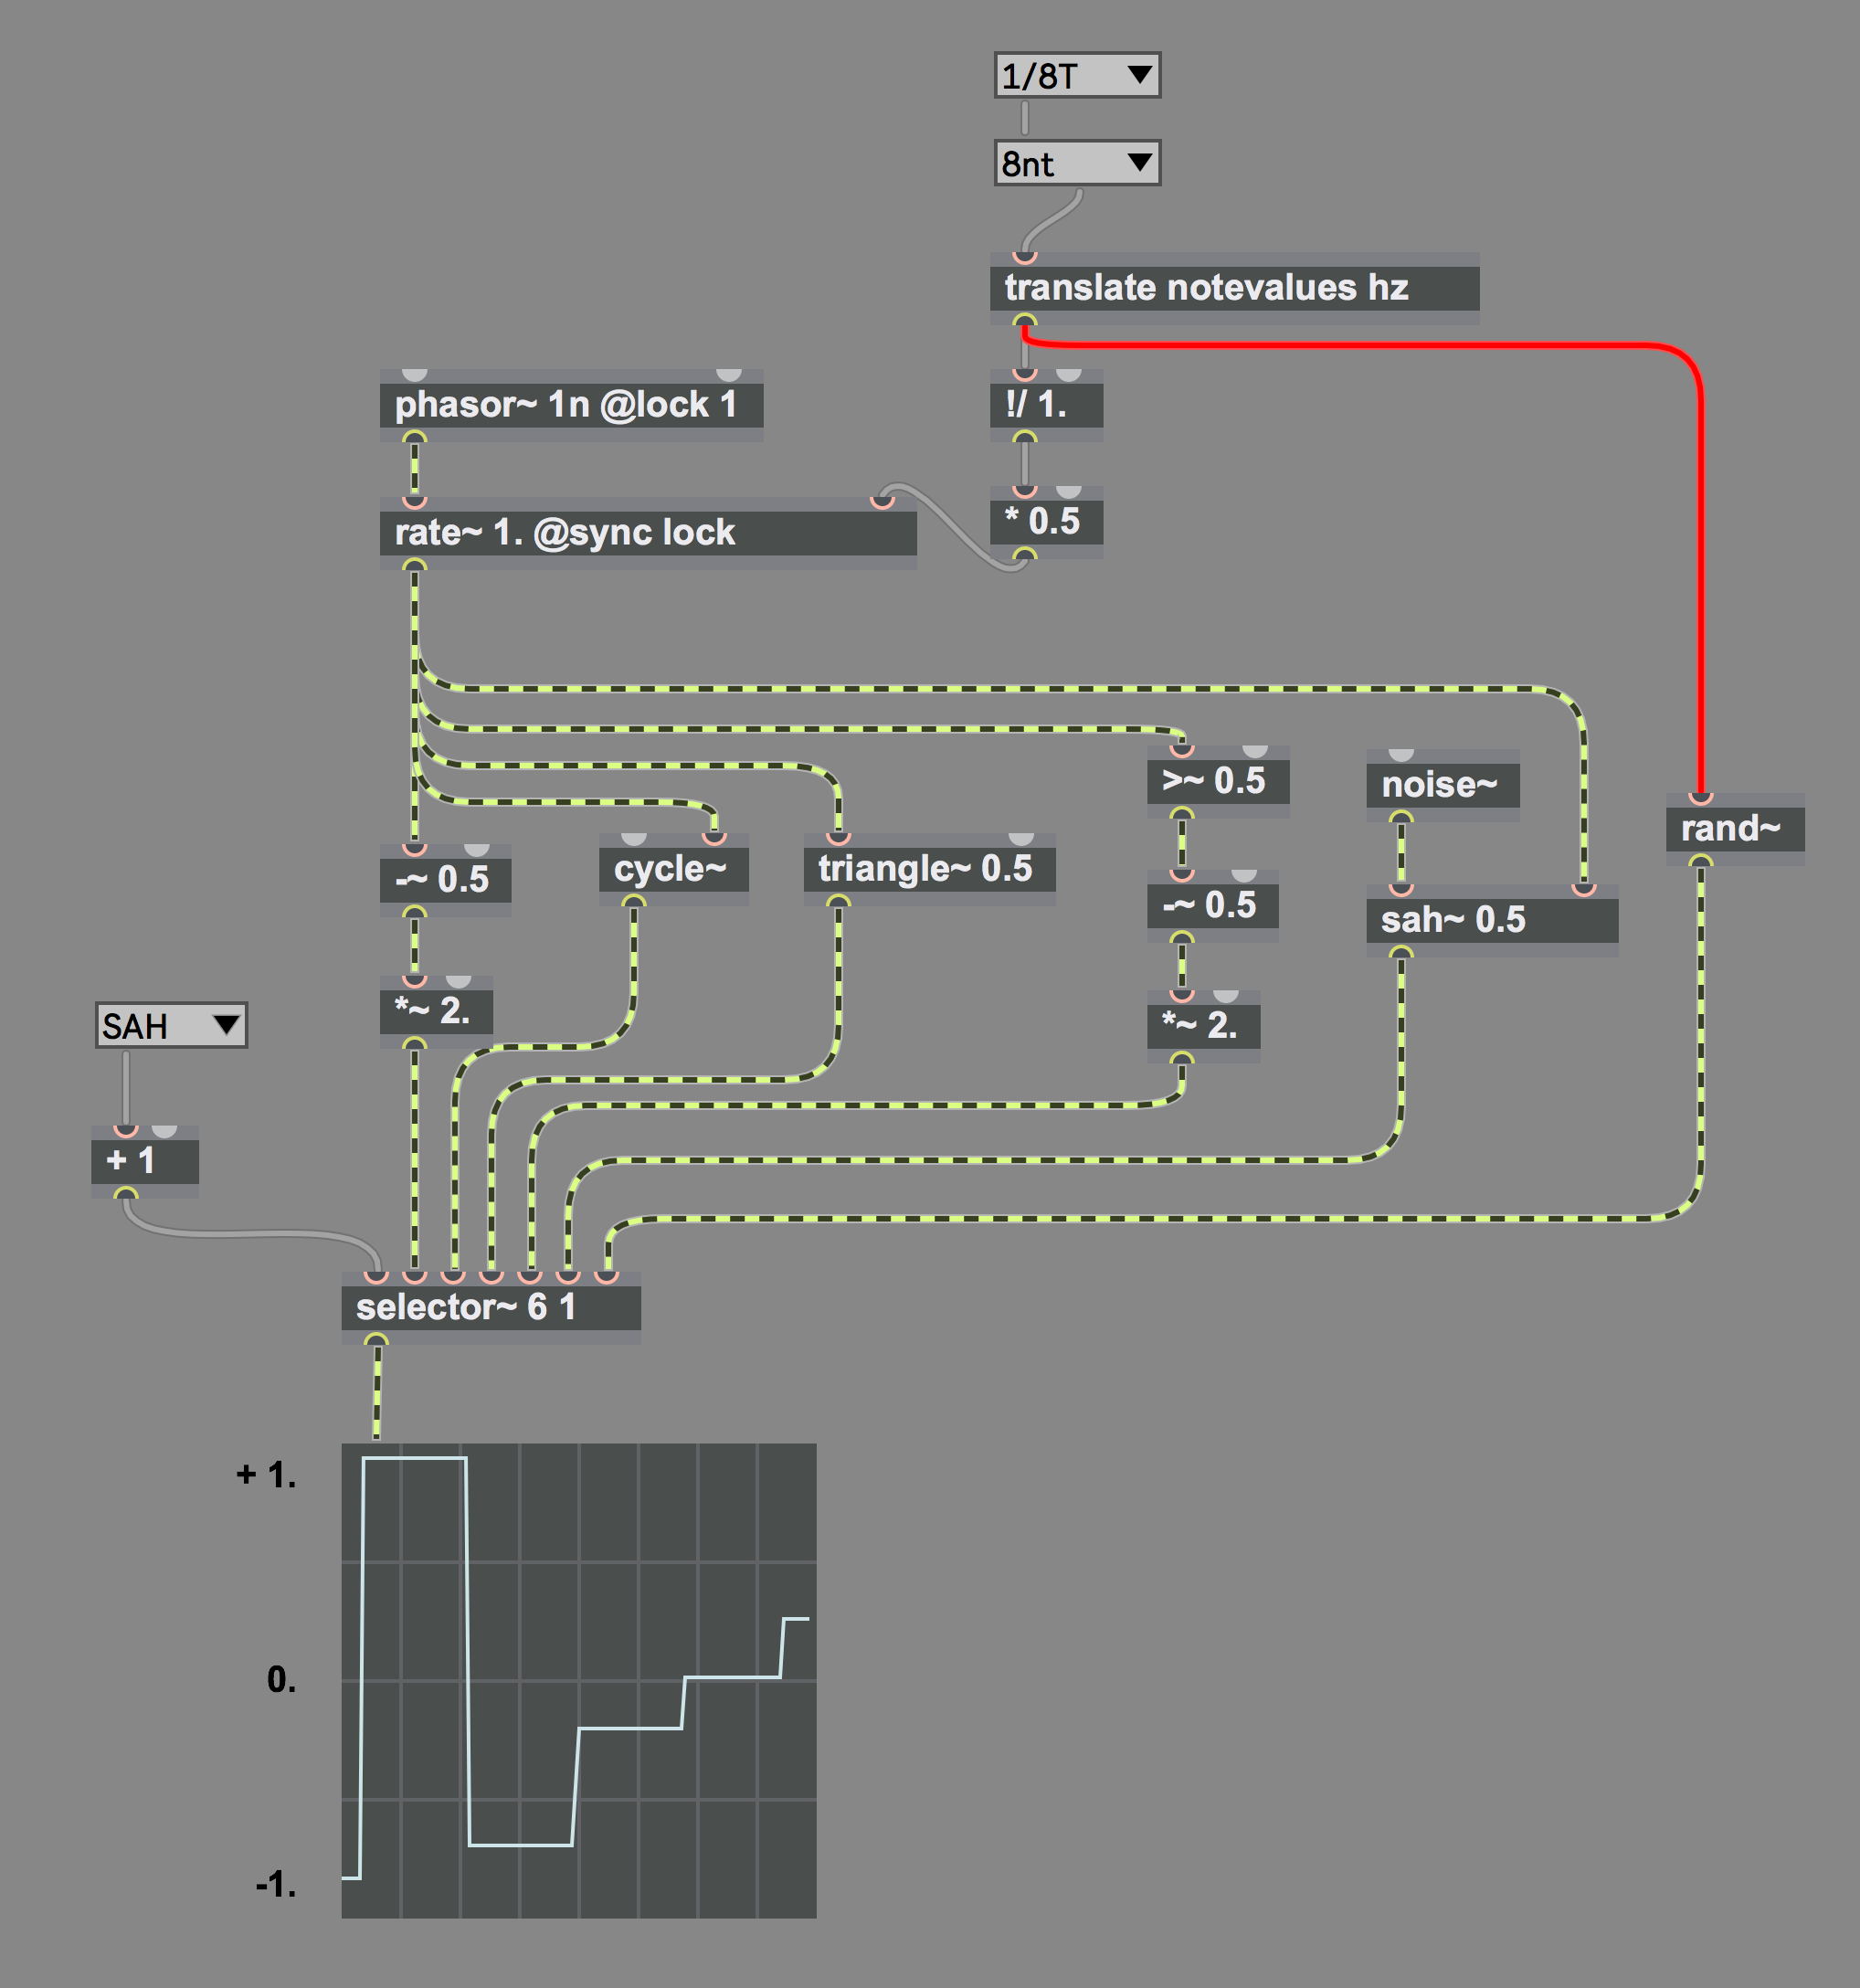 1/8T
8nt
translate notevalues hz
phasor~ 1n @lock 1
!/ 1.
rate~ 1. @sync lock
* 0.5
>~ 0.5
noise~
rand~
-~ 0.5
cycle~
triangle~ 0.5
-~ 0.5
sah~ 0.5
*~ 2.
*~ 2.
SAH
+ 1
selector~ 6 1
+ 1.
0.
-1.